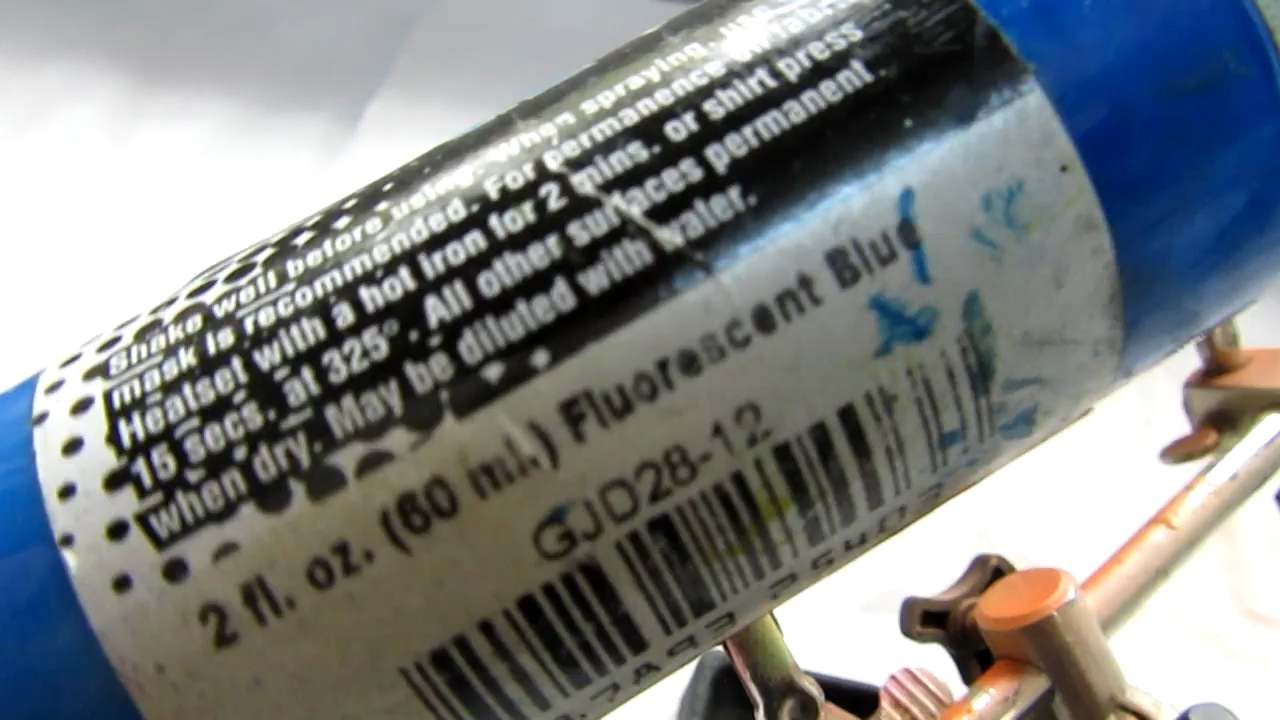 Shake well before using. When spraying, use
mask is recommended. For permanence on fabric
Heatset with a hot iron for 2 mins. or shirt press
15 secs. at 325°. All other surfaces permanent
when dry. May be diluted with water.
2 fl. oz. (60 ml.) Fluorescent Blue
GJD28-12